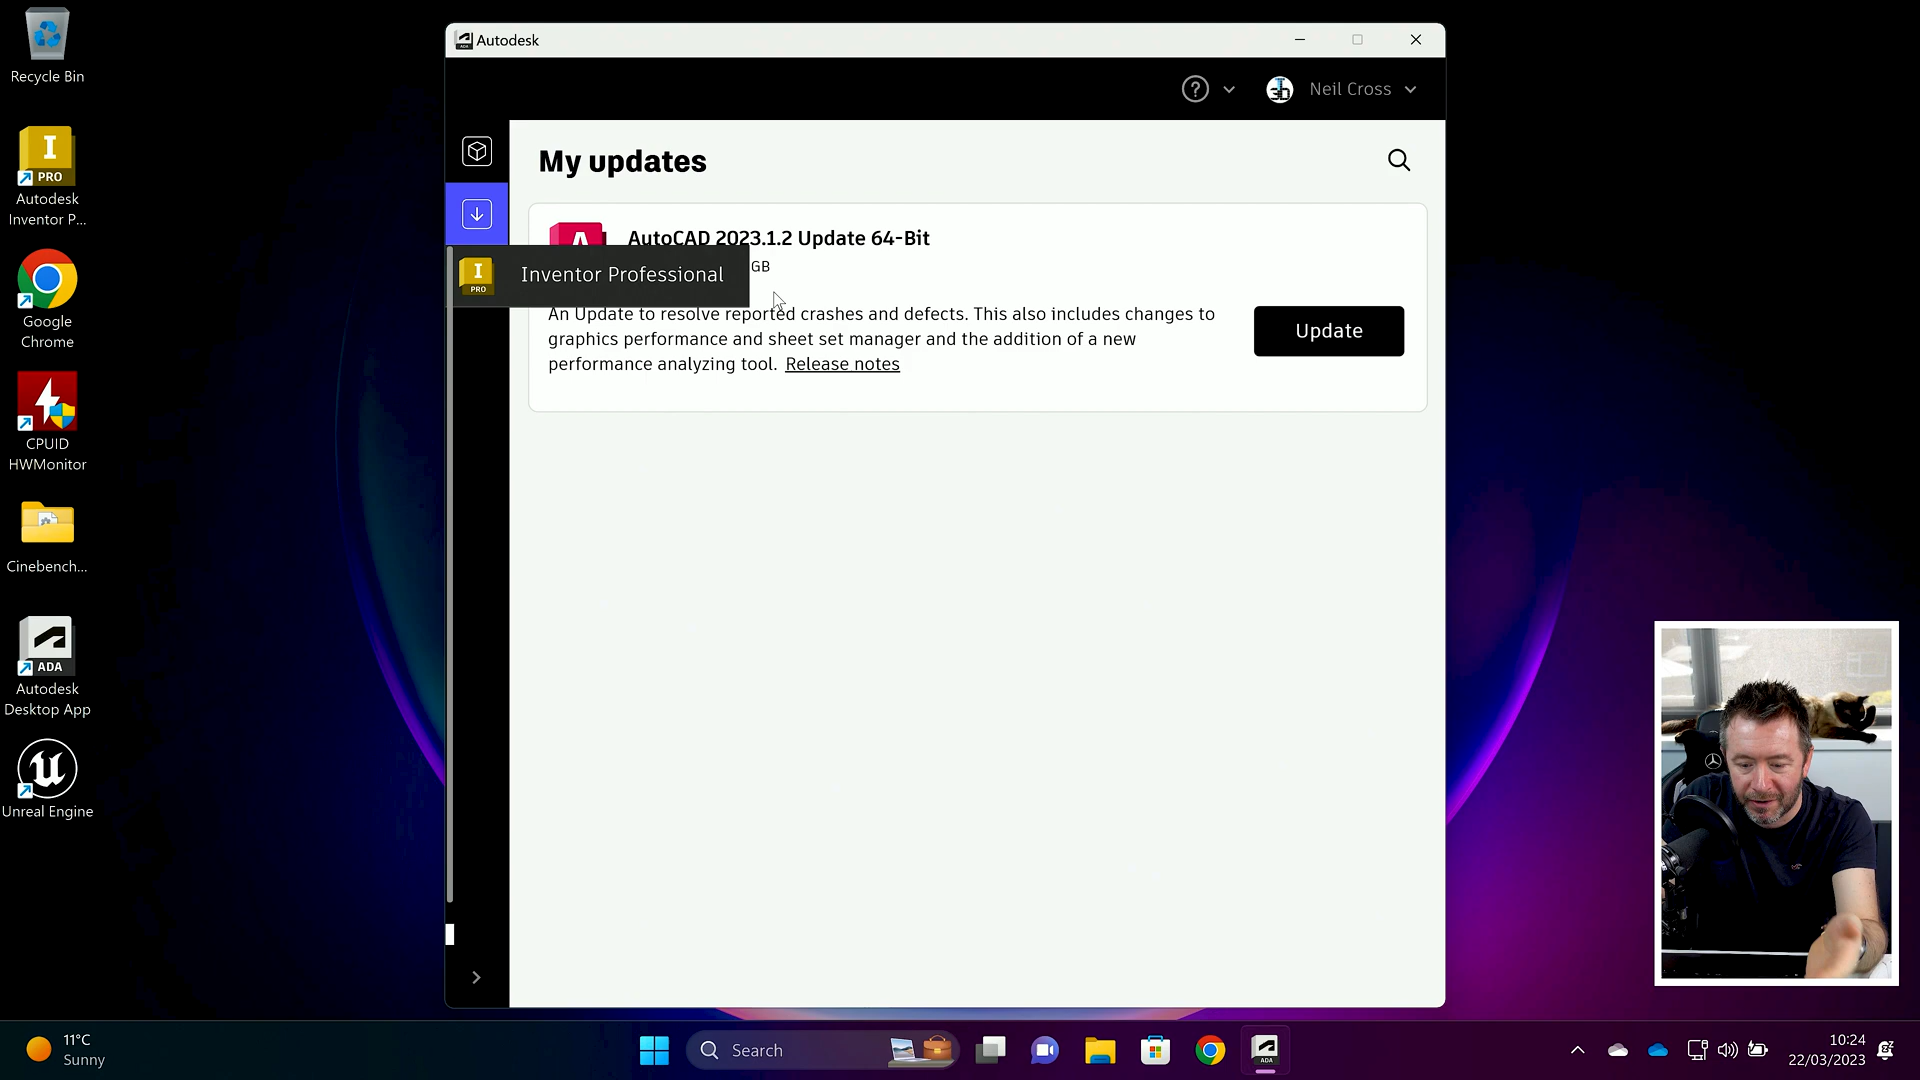 Recycle Bin
I
PRO
Autodesk
Inventor P...
Google
Chrome
CPUID
HWMonitor
Cinebench...
ADA
Autodesk
Desktop App
Unreal Engine
Autodesk
? Neil Cross
My updates
AutoCAD 2023.1.2 Update 64-Bit
GB
I
PRO
Inventor Professional
An Update to resolve reported crashes and defects. This also includes changes to
graphics performance and sheet set manager and the addition of a new
performance analyzing tool. Release notes
Update
11°C
Sunny
Search
ADA
10:24
22/03/2023